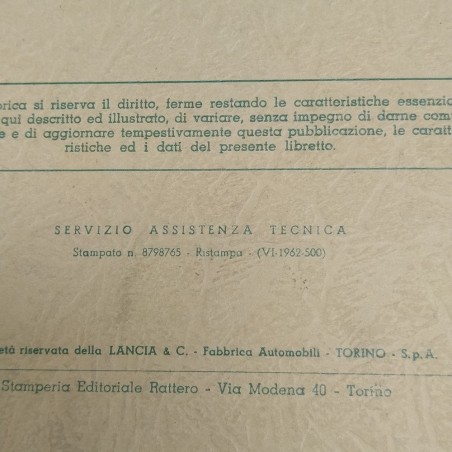 rica si riserva il diritto, ferme restando le caratteristiche essenzia
qui descritto ed illustrato, di variare, senza impegno di darne com
e e di aggiornare tempestivamente questa pubblicazione, le caratt
ristiche ed i dati del presente libretto.
SERVIZIO ASSISTENZA TECNICA
Stampato n. 8798765 - Ristampa - (VI-1962-500)
età riservata della LANCIA & C. - Fabbrica Automobili - TORINO - S.p.A.
Stamperia Editoriale Rattero - Via Modena 40 - Torino